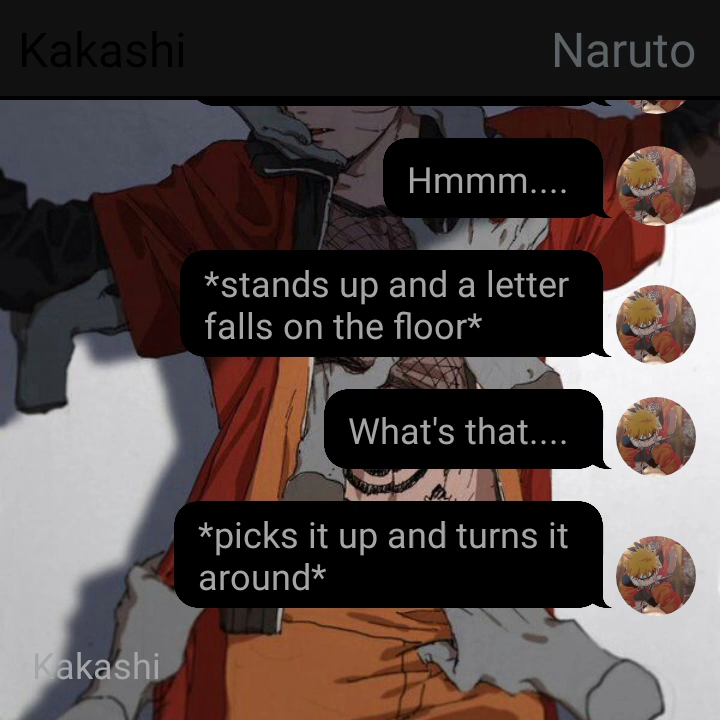 Kakashi
Naruto
Hmmm....
*stands up and a letter
falls on the floor*
What's that....
*picks it up and turns it
around*
Kakashi